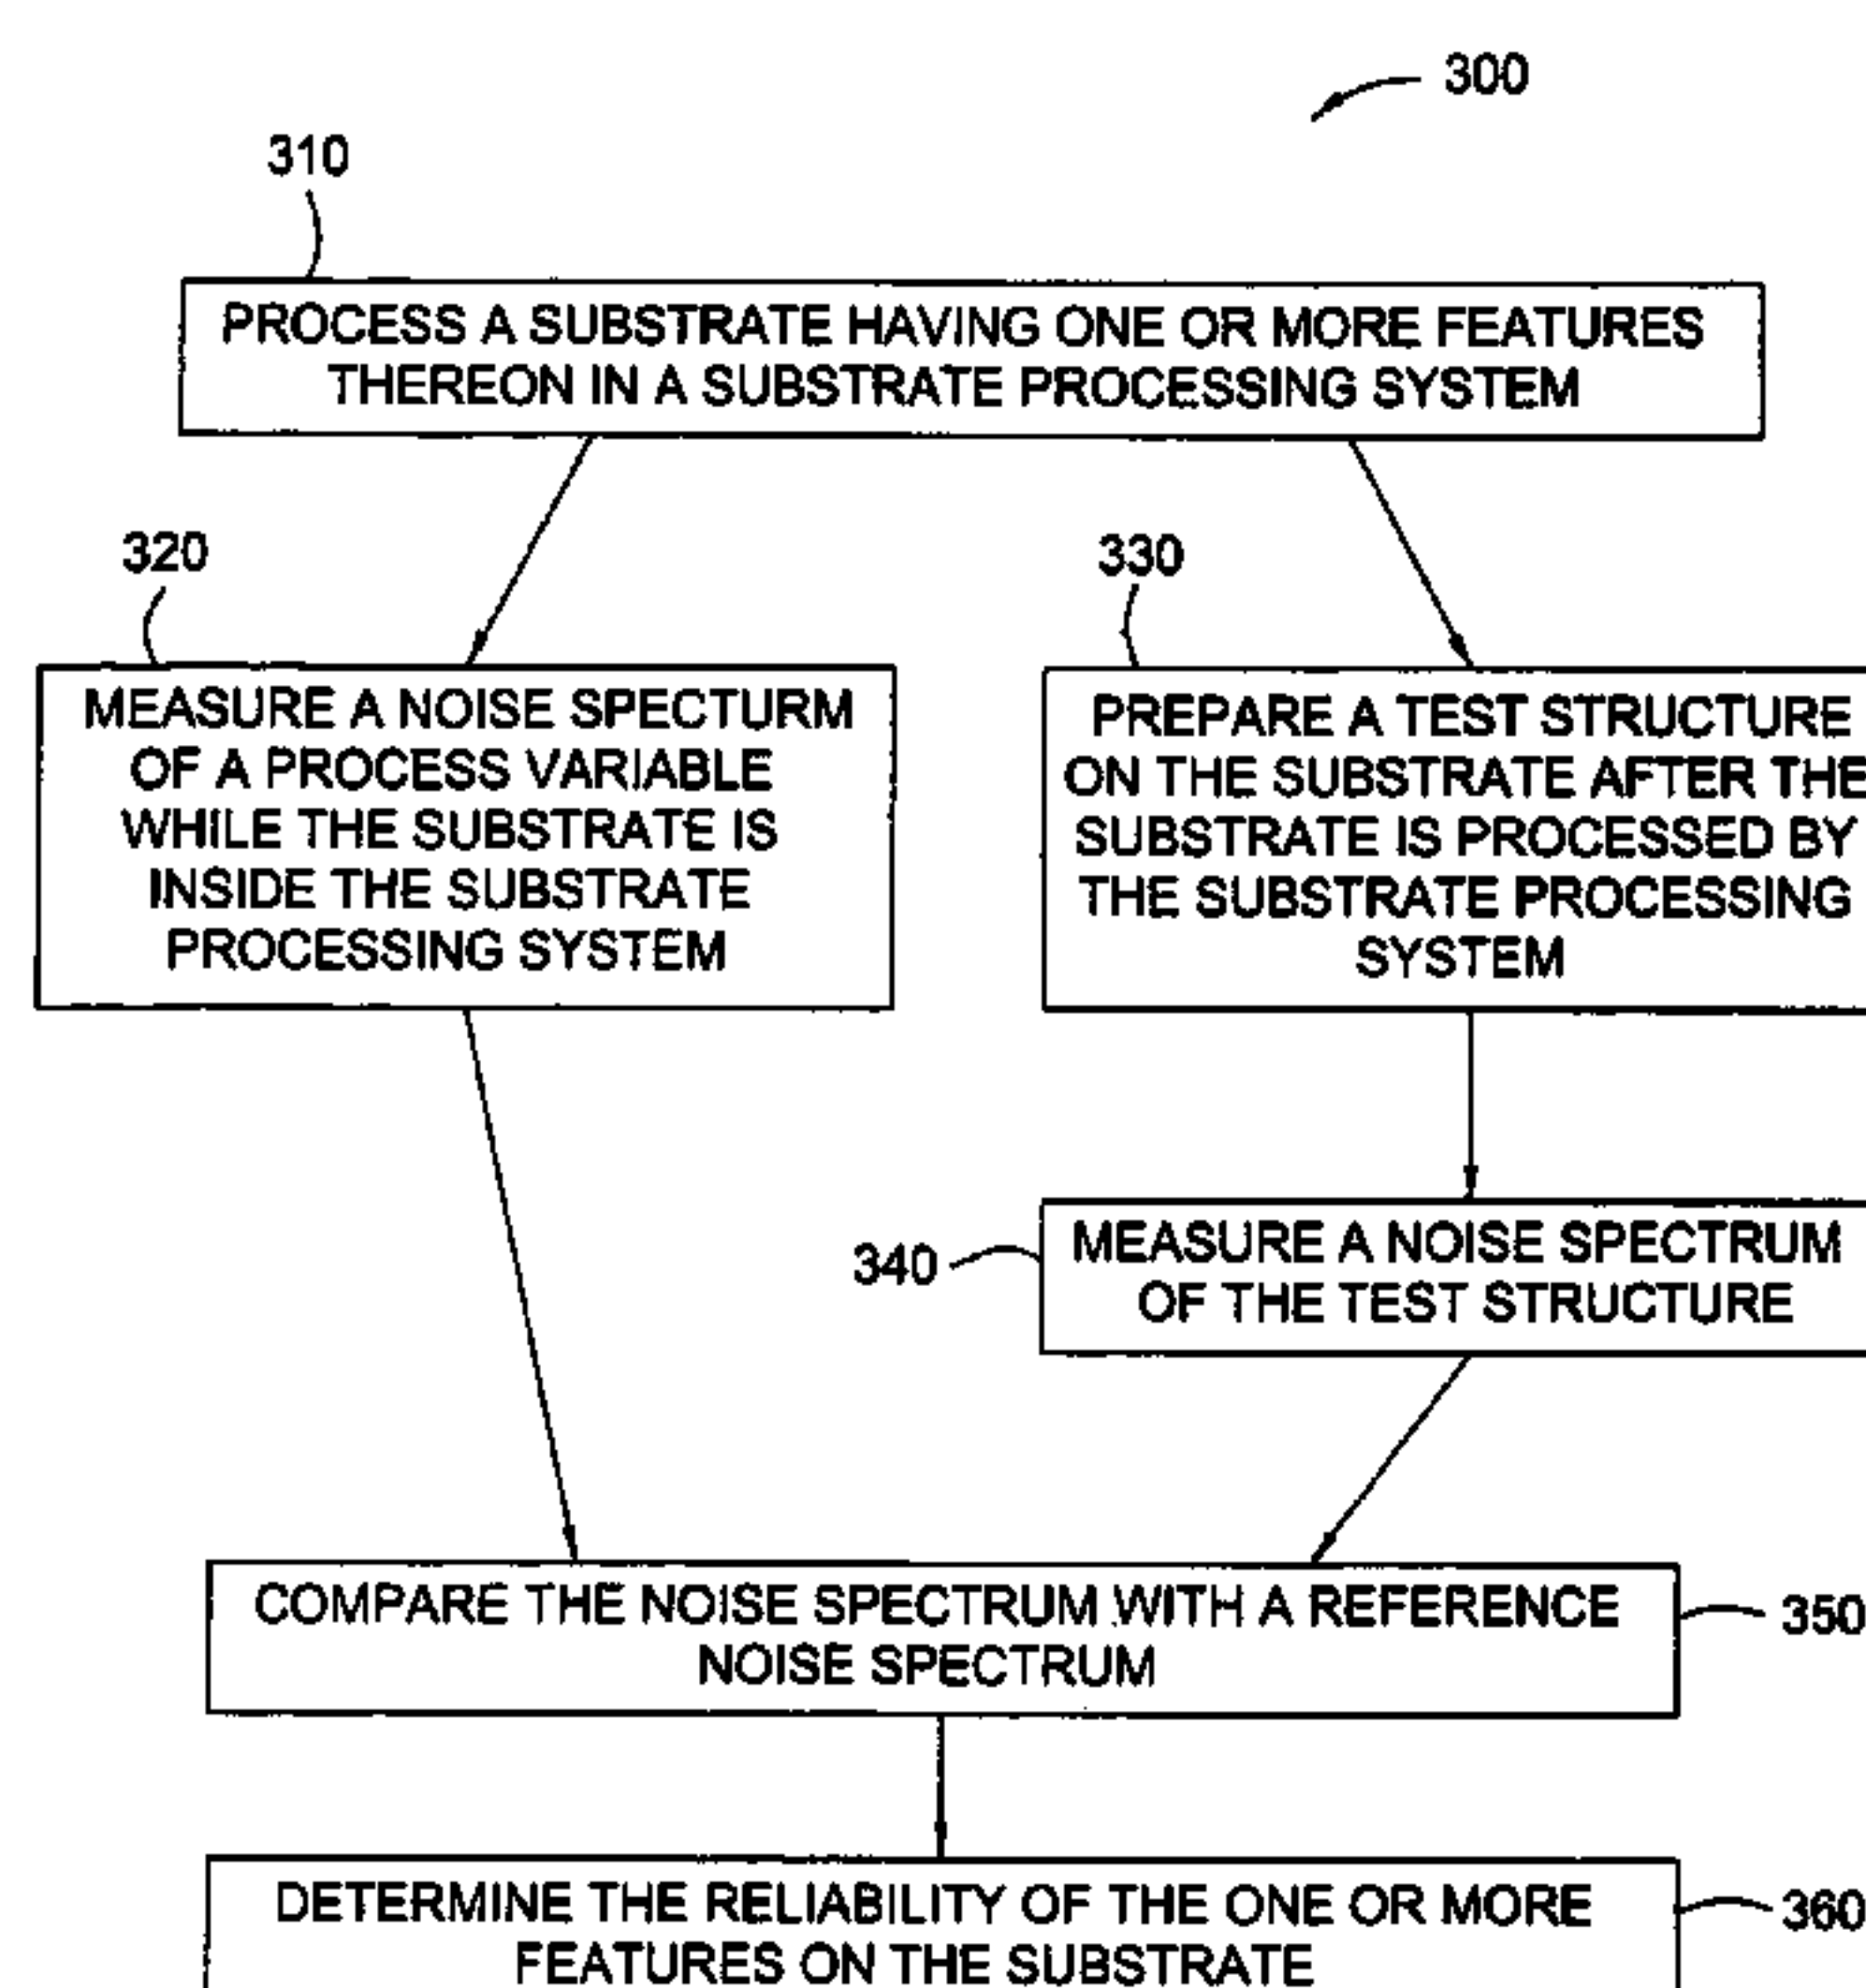 300
310
PROCESS A SUBSTRATE HAVING ONE OR MORE FEATURES
THEREON IN A SUBSTRATE PROCESSING SYSTEM
320
MEASURE A NOISE SPECTURM
OF A PROCESS VARIABLE
WHILE THE SUBSTRATE IS
INSIDE THE SUBSTRATE
PROCESSING SYSTEM
330
PREPARE A TEST STRUCTURE
ON THE SUBSTRATE AFTER THE
SUBSTRATE IS PROCESSED BY
THE SUBSTRATE PROCESSING
SYSTEM
340
MEASURE A NOISE SPECTRUM
OF THE TEST STRUCTURE
COMPARE THE NOISE SPECTRUM WITH A REFERENCE
NOISE SPECTRUM
350
DETERMINE THE RELIABILITY OF THE ONE OR MORE
FEATURES ON THE SUBSTRATE
360